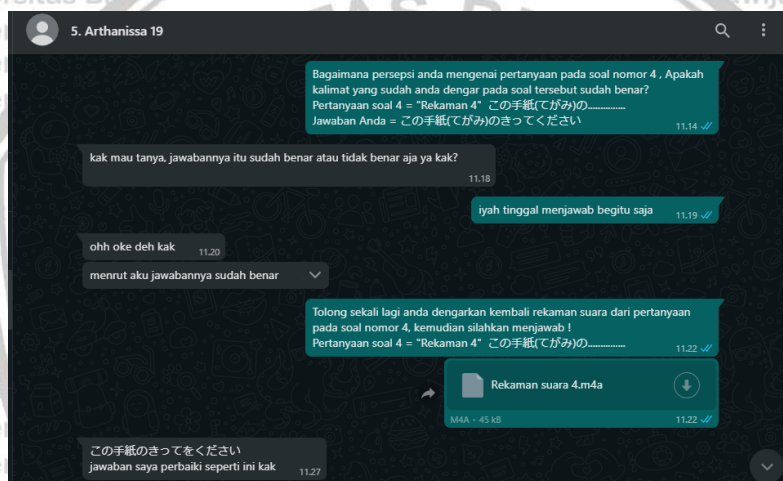 5. Arthanissa 19
Bagaimana persepsi anda mengenai pertanyaan pada soal nomor 4 , Apakah
kalimat yang sudah anda dengar pada soal tersebut sudah benar?
Pertanyaan soal 4 = "Rekaman 4" この手紙(てがみ)の...............
Jawaban Anda = この手紙(てがみ)のきってください
11.14
kak mau tanya, jawabannya itu sudah benar atau tidak benar aja ya kak?
11.18
iyah tinggal menjawab begitu saja
11.19
ohh oke deh kak
11.20
menrut aku jawabannya sudah benar
Tolong sekali lagi anda dengarkan kembali rekaman suara dari pertanyaan
pada soal nomor 4, kemudian silahkan menjawab !
Pertanyaan soal 4 = "Rekaman 4" この手紙(てがみ)の...............
11.22
Rekaman suara 4.m4a
M4A • 45 kB
11.22
この手紙のきってをください
jawaban saya perbaiki seperti ini kak
11.27